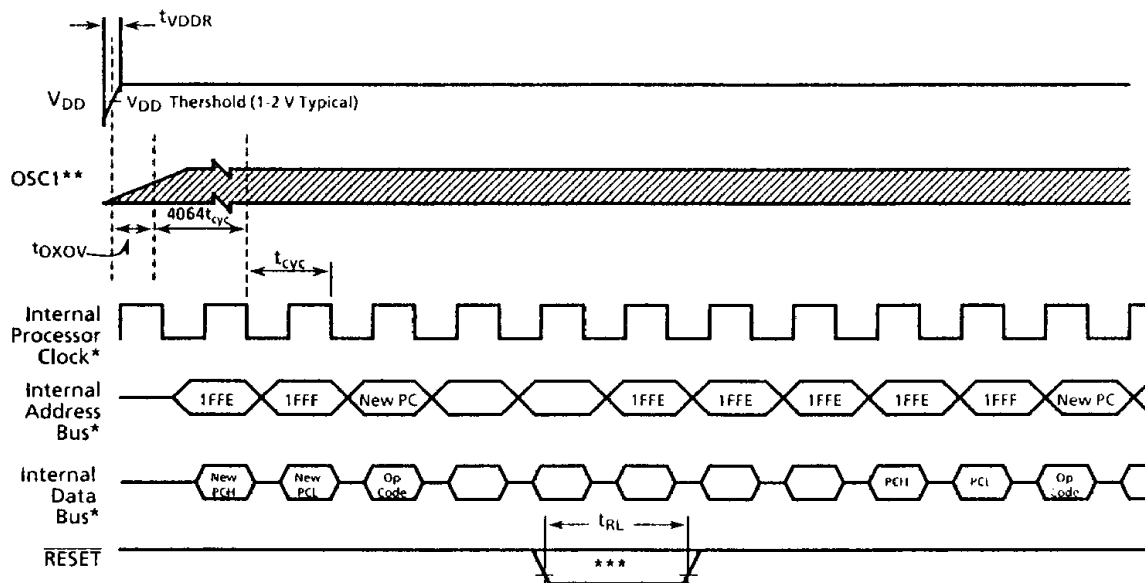 tVDDR
VDD
VDD Thershold (1-2 V Typical)
OSC1**
4064tcyc
tOXOV
tcyc
Internal
Processor
Clock*
Internal
Address
Bus*
1FFE 1FFF New PC 1FFE 1FFE 1FFE 1FFE 1FFF New PC
Internal
Data
Bus*
New
PCH
New
PCL
Op
Code
PCH
PCL
Op
Code
tRL
RESET
***